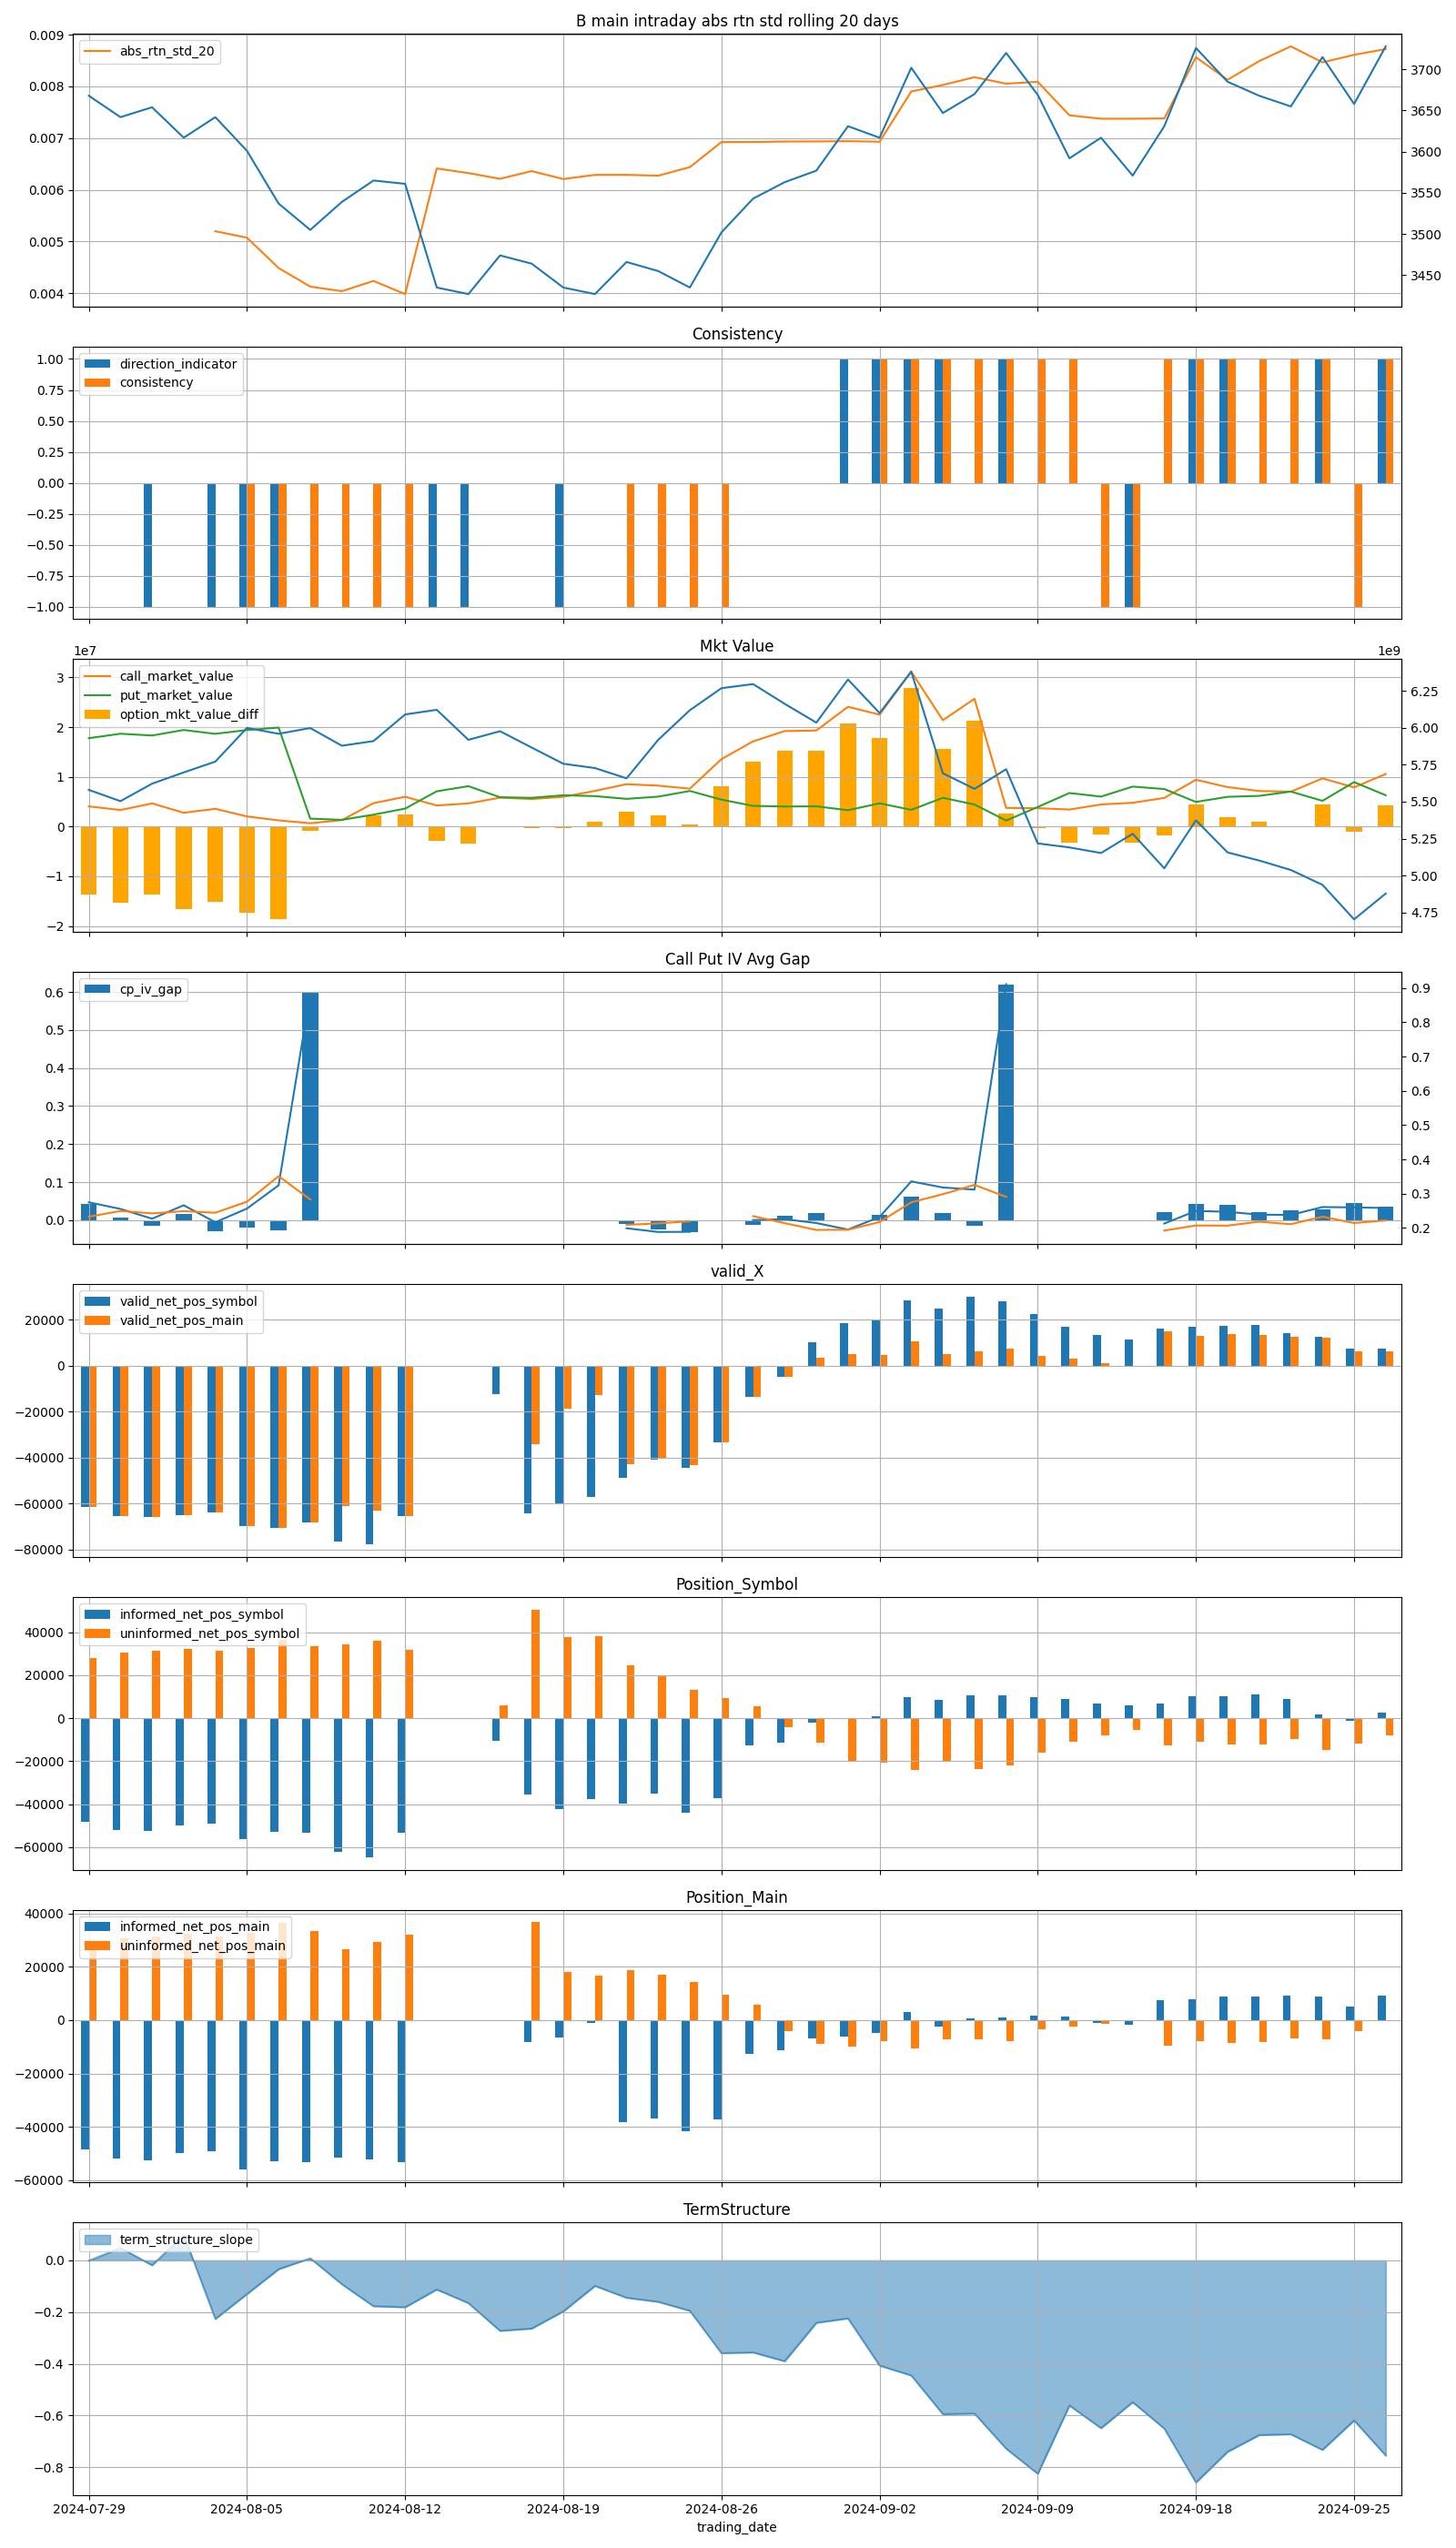 B main intraday abs rtn std rolling 20 days
abs_rtn_std_20
0.009
0.008
0.007
0.006
0.005
0.004
3700
3650
3600
3550
3500
3450
Consistency
direction_indicator
consistency
1.00
0.75
0.50
0.25
0.00
−0.25
−0.50
−0.75
−1.00
Mkt Value
1e7
1e9
call_market_value
put_market_value
option_mkt_value_diff
3
2
1
0
−1
−2
6.25
6.00
5.75
5.50
5.25
5.00
4.75
Call Put IV Avg Gap
cp_iv_gap
0.6
0.5
0.4
0.3
0.2
0.1
0.0
0.9
0.8
0.7
0.6
0.5
0.4
0.3
0.2
valid_X
valid_net_pos_symbol
valid_net_pos_main
20000
0
−20000
−40000
−60000
−80000
Position_Symbol
informed_net_pos_symbol
uninformed_net_pos_symbol
40000
20000
0
−20000
−40000
−60000
Position_Main
informed_net_pos_main
uninformed_net_pos_main
40000
20000
0
−20000
−40000
−60000
TermStructure
term_structure_slope
0.0
−0.2
−0.4
−0.6
−0.8
2024-07-29 2024-08-05 2024-08-12 2024-08-19 2024-08-26 2024-09-02 2024-09-09 2024-09-18 2024-09-25
trading_date